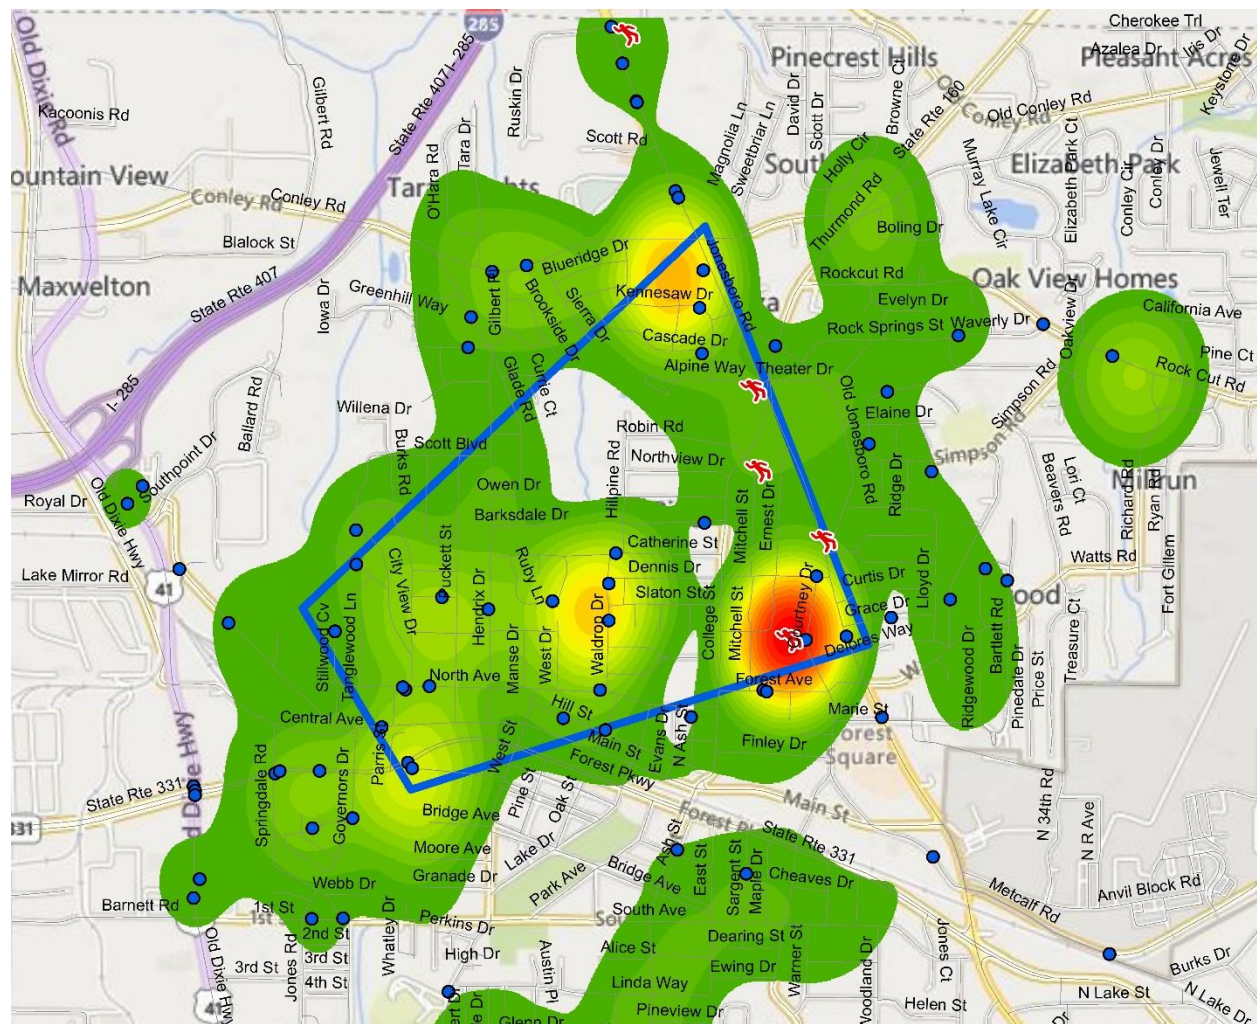 285
Cherokee Trl
Pinecrest Hills
Azalea Dr
Iris Dr
Pleasant Acres
Old Dixie Rd
State Rte 407/I- 285
Gilbert Rd
Ruskin Dr
David Dr
Scott Dr
Browne Ct
State Rte 160
Old Conley Rd
Old Conley Rd
Keystone Dr
Kacoonis Rd
Tara Dr
O'Hara Rd
Scott Rd
Magnolia Ln
Sweetbriar Ln
Holly Cir
Murray Lake Cir
Elizabeth Park Ct
Elizabeth Park
Conley Cir
Conley Dr
Jewell Ter
Conley Rd
Conley Rd
Thurmond Rd
Boling Dr
Blalock St
Blueridge Dr
Jonesboro Rd
Rockcut Rd
Oak View Homes
Maxwelton
State Rte 407
Iowa Dr
Greenhill Way
Brookside Dr
Sierra Dr
Kennesaw Dr
Evelyn Dr
Rock Springs St
Waverly Dr
Oakview Dr
California Ave
Cascade Dr
Alpine Way
Theater Dr
Simpson Rd
Pine Ct
Rock Cut Rd
I- 285
Ballard Rd
Willena Dr
Glade Rd
Currie Ct
Old Jonesboro Rd
Elaine Dr
Simpson Rd
Burks Rd
Scott Blvd
Robin Rd
Northview Dr
Hillpine Rd
Ridge Dr
Beavers Rd
Lori Ct
Richard Rd
Ryan Rd
Royal Dr
Old Dixie Hwy
Southpoint Dr
Owen Dr
Barksdale Dr
Mitchell St
Ernest Dr
Catherine St
Dennis Dr
Slaton St
Watts Rd
Fort Gillem
Lake Mirror Rd
41
City View Dr
Ruby Ln
Hendrix Dr
Curtis Dr
Grace Dr
Lloyd Dr
Stillwood Cv
Tanglewood Ln
Manse Dr
West Dr
Waldrop Dr
College St
Mitchell St
Courtney Dr
Delores Way
Bartlett Rd
Ridgewood Dr
Pinedale Dr
Price St
Treasure Ct
North Ave
Forest Ave
Central Ave
Hill St
Main St
Evans Dr
N Ash St
Marie St
Finley Dr
Forest
Square
West St
Forest Pkwy
Main St
State Rte 331
Springdale Rd
Governors Dr
Bridge Ave
Pine St
Oak St
Ash St
State Rte 331
N 34th Rd
N R Ave
Moore Ave
Lake Dr
Granade Dr
Park Ave
Bridge Ave
East St
Sargent St
Maple Dr
Cheaves Dr
Metcalf Rd
Anvil Block Rd
Webb Dr
Barnett Rd
1st St
2nd St
Perkins Dr
South Ave
Dearing St
Alice St
Ewing Dr
Warner St
Woodland Dr
Jones Ct
Burks Dr
Old Dixie Hwy
3rd St
3rd St
4th St
Jones Rd
Whatley Dr
High Dr
Austin Pl
Linda Way
Pineview Dr
Glenn Dr
Helen St
N Lake St
N Lake Dr
41